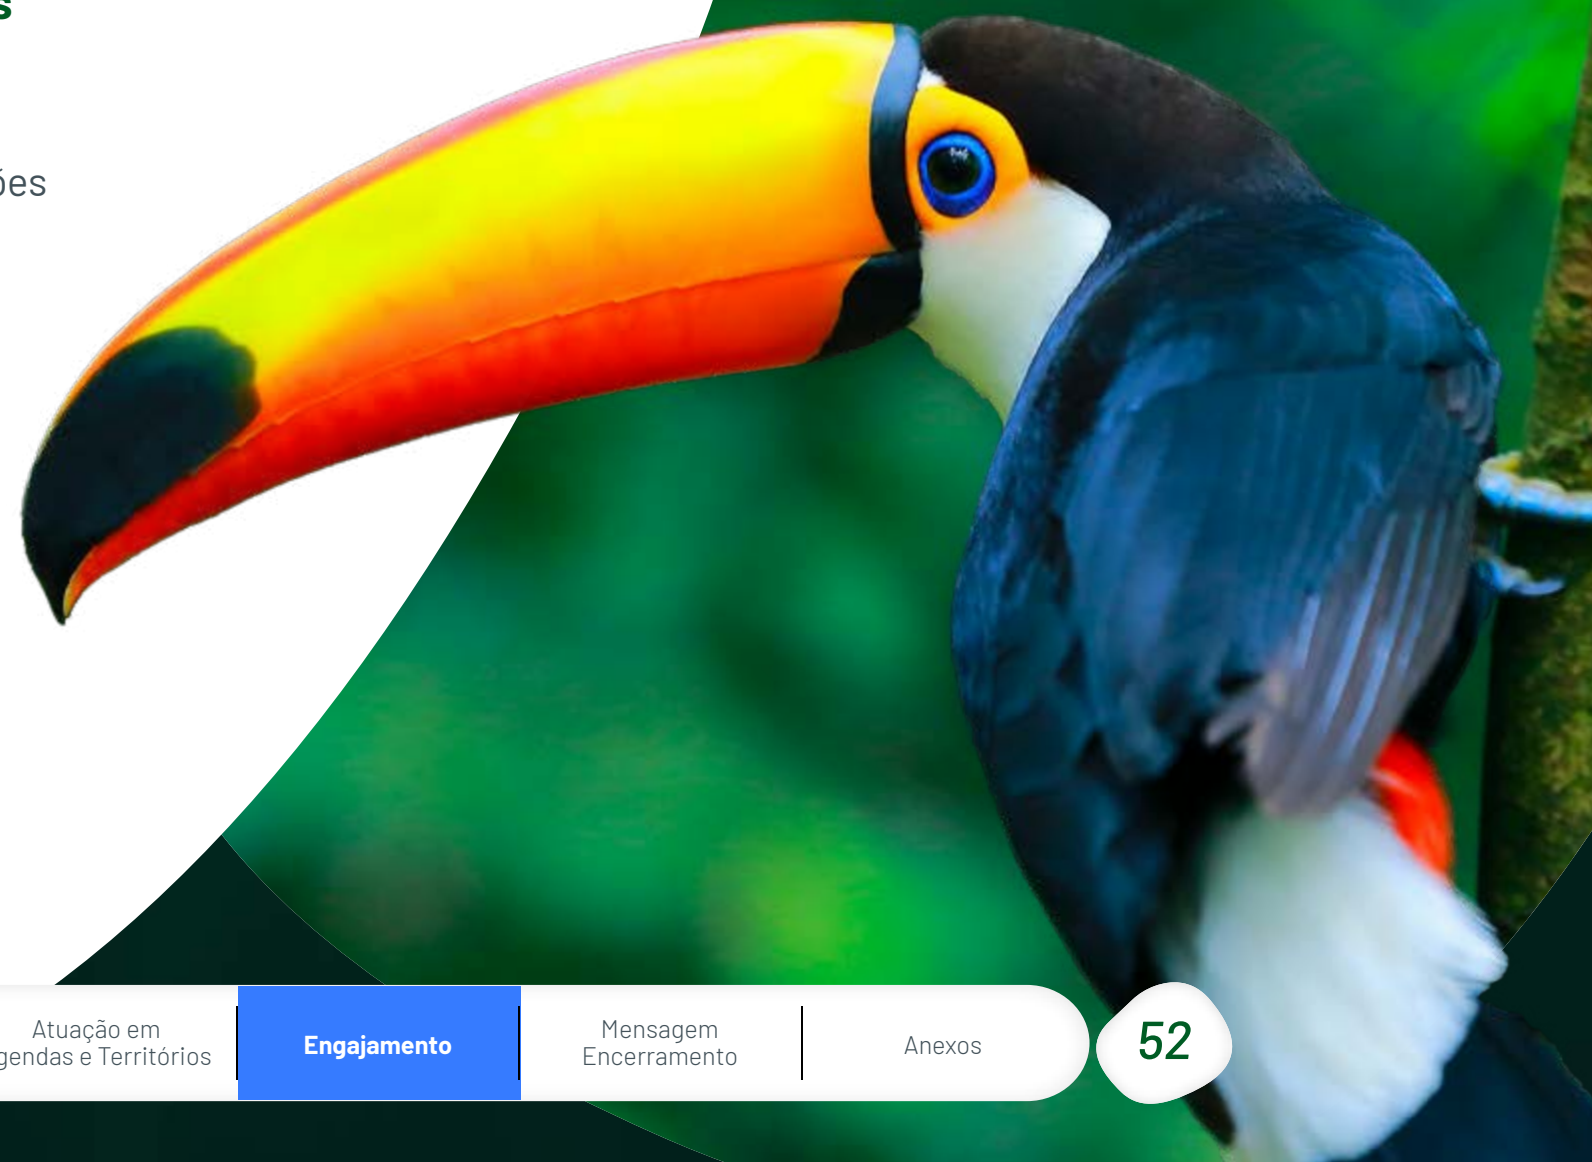 s
ões
Atuação em
gendas e Territórios
Engajamento
Mensagem
Encerramento
Anexos
52